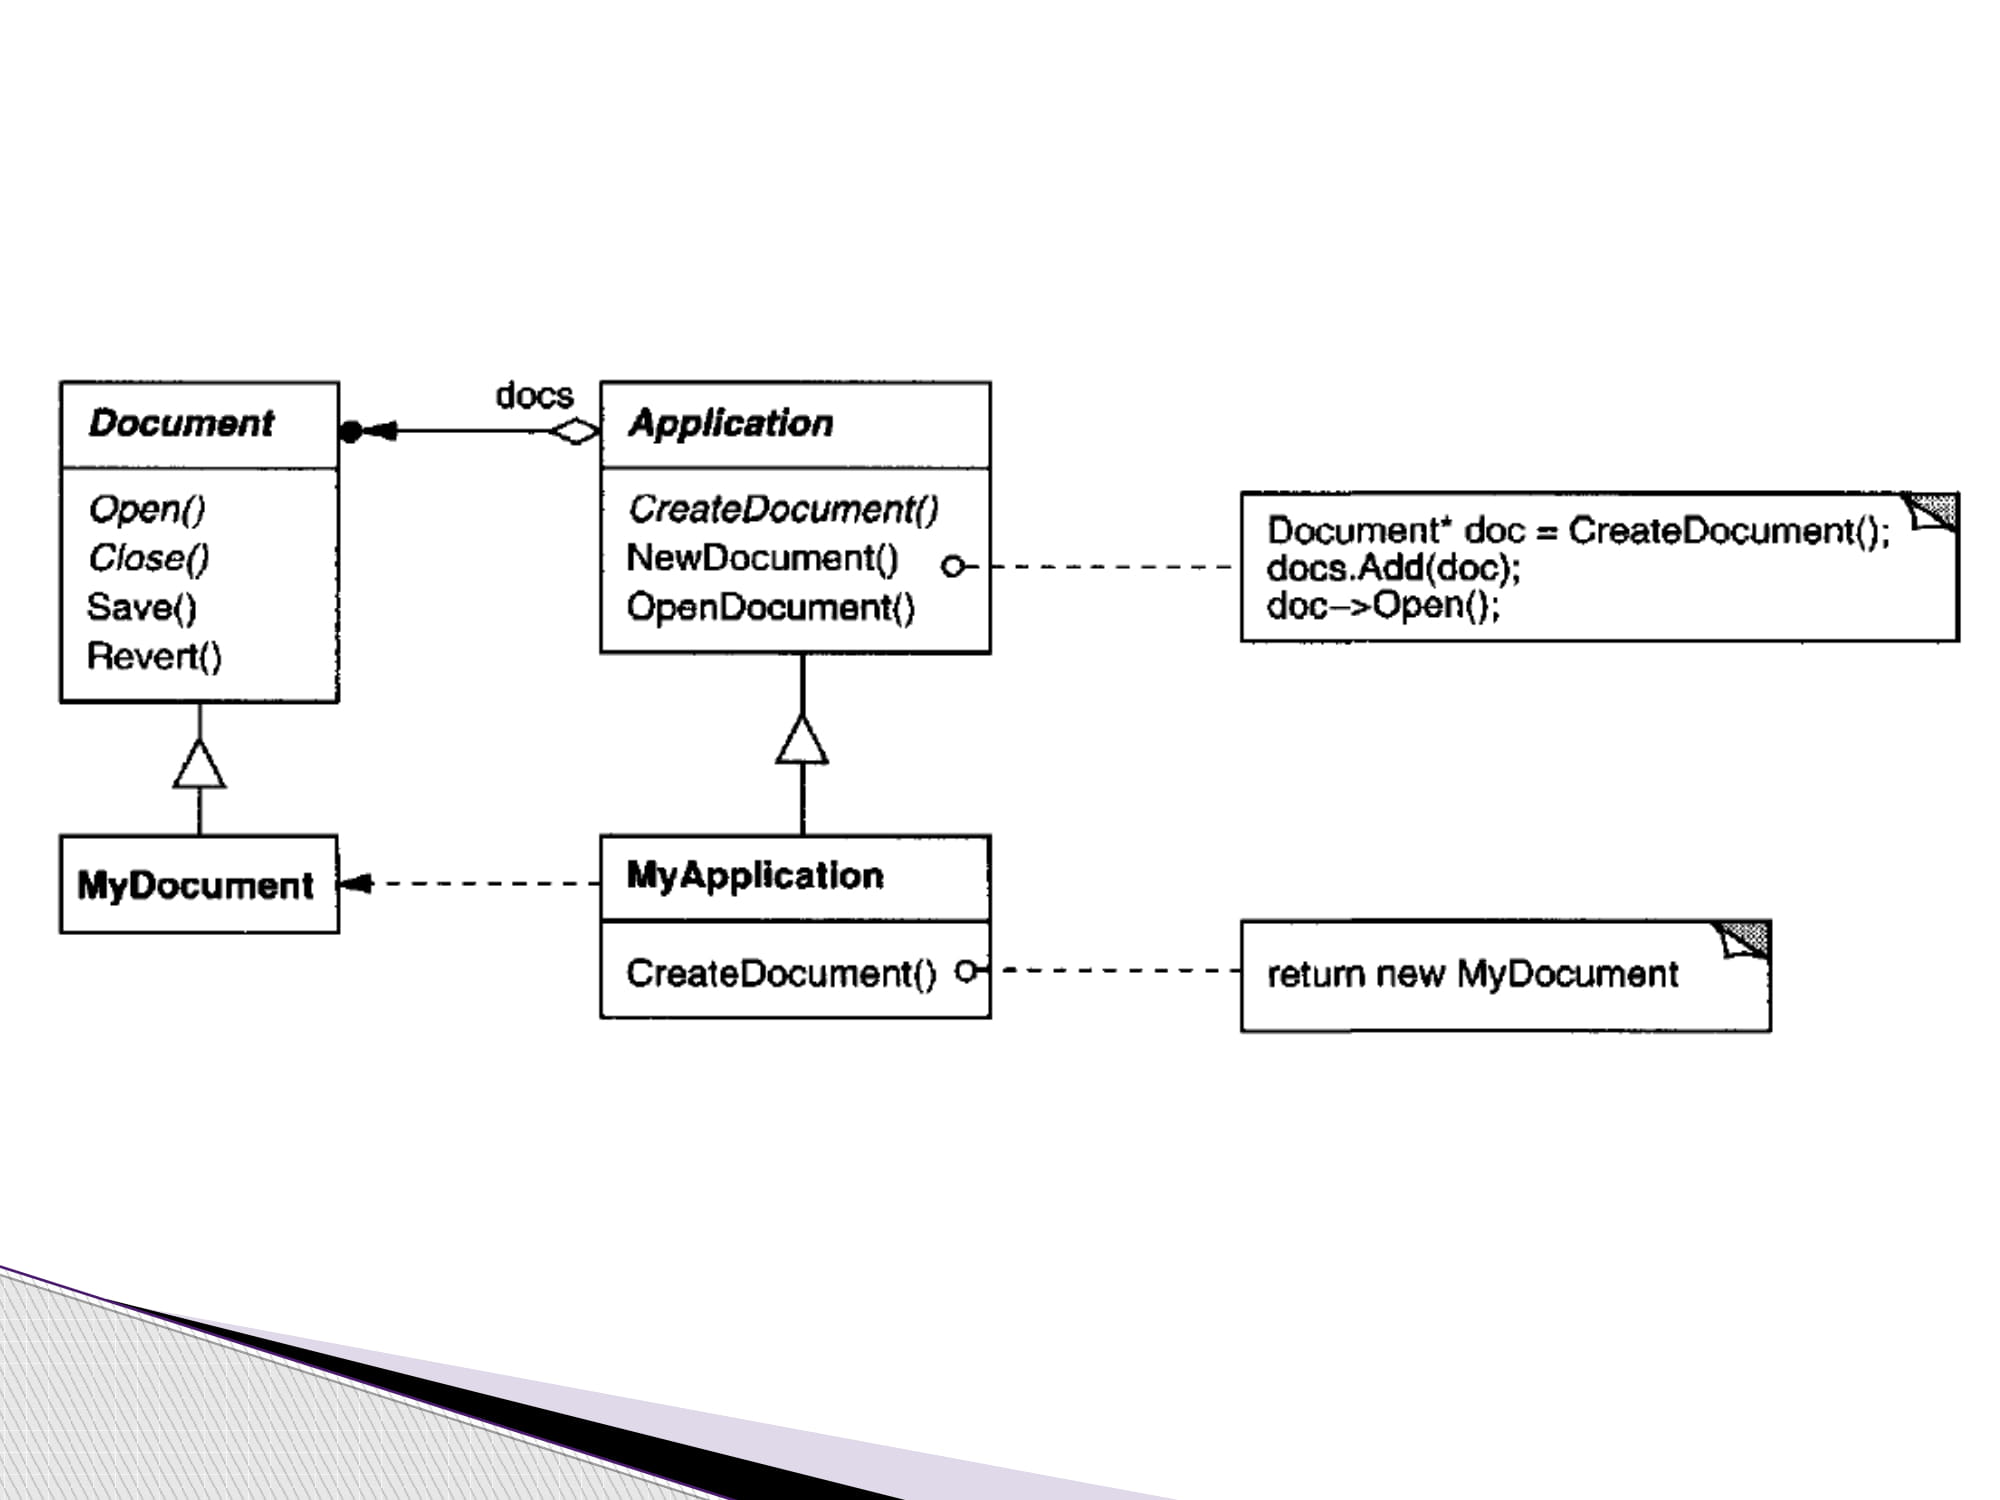 docs
Document
Open()
Close()
Save()
Revert()
Application
CreateDocument()
NewDocument()
OpenDocument()
Document* doc = CreateDocument();
docs.Add(doc);
doc–>Open();
MyDocument
MyApplication
CreateDocument()
return new MyDocument